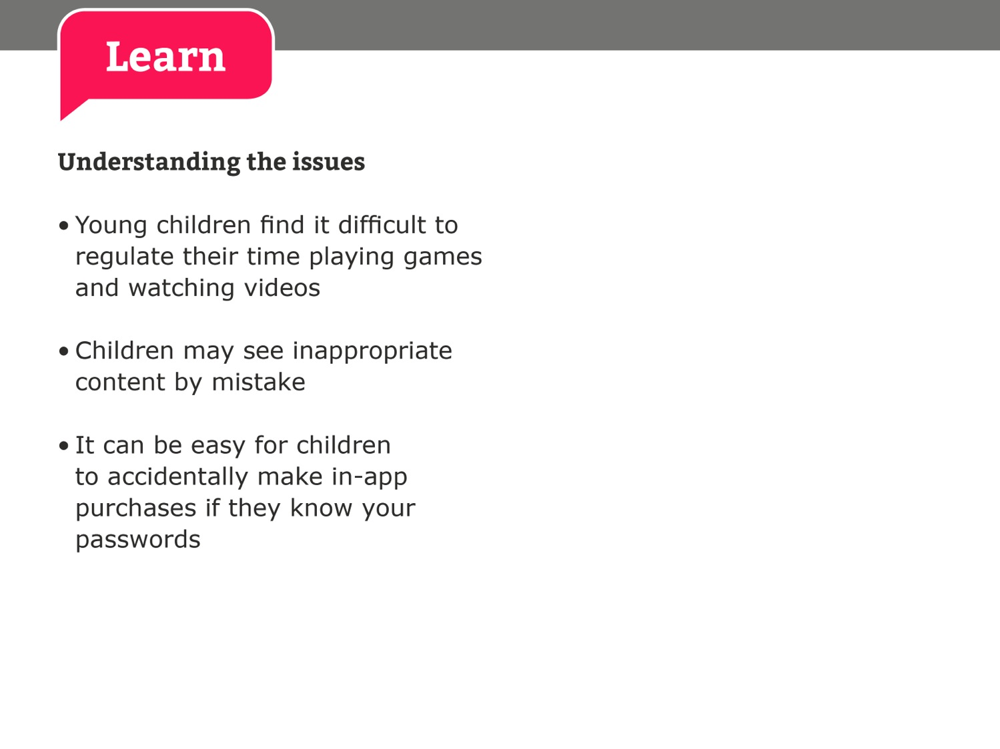 Learn
Understanding the issues
• Young children find it difficult to
regulate their time playing games
and watching videos
• Children may see inappropriate
content by mistake
• It can be easy for children
to accidentally make in-app
purchases if they know your
passwords